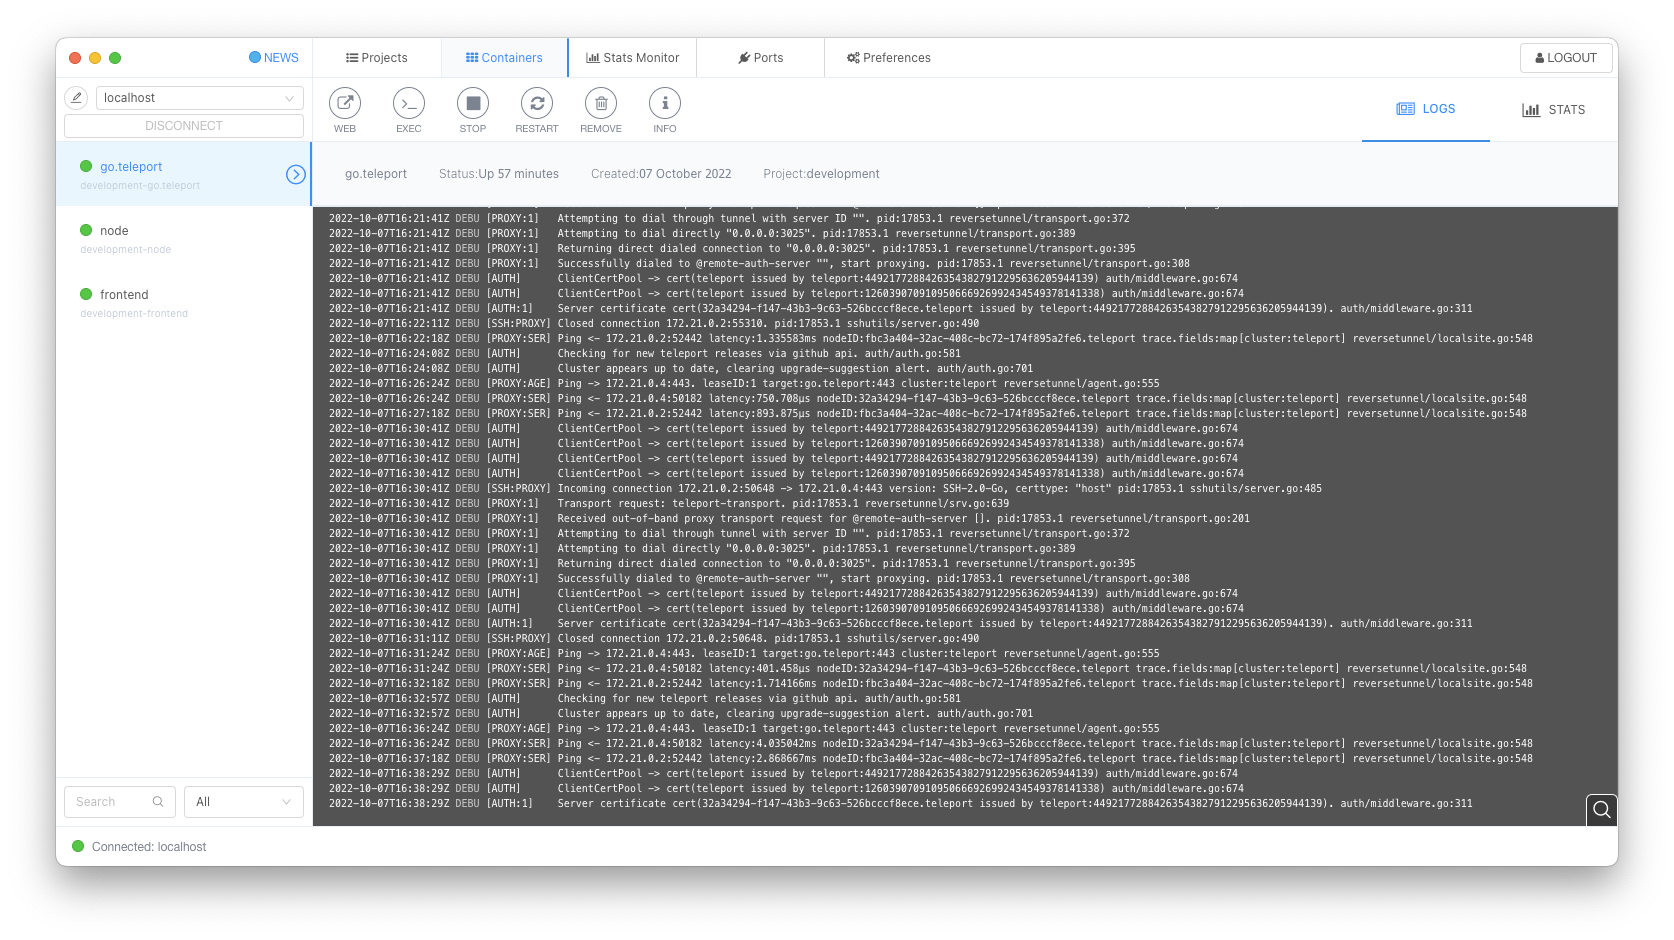 NEWS
Projects
Containers
Stats Monitor
Ports
Preferences
LOGOUT
localhost
DISCONNECT
WEB
EXEC
STOP
RESTART
REMOVE
INFO
LOGS
STATS
go.teleport
development-go.teleport
node
development-node
frontend
development-frontend
go.teleport Status:Up 57 minutes Created:07 October 2022 Project:development
2022-10-07T16:21:41Z DEBU [PROXY:1] Attempting to dial through tunnel with server ID "". pid:17853.1 reversetunnel/transport.go:372
2022-10-07T16:21:41Z DEBU [PROXY:1] Attempting to dial directly "0.0.0.0:3025". pid:17853.1 reversetunnel/transport.go:389
2022-10-07T16:21:41Z DEBU [PROXY:1] Returning direct dialed connection to "0.0.0.0:3025". pid:17853.1 reversetunnel/transport.go:395
2022-10-07T16:21:41Z DEBU [PROXY:1] Successfully dialed to @remote-auth-server "", start proxying. pid:17853.1 reversetunnel/transport.go:308
2022-10-07T16:21:41Z DEBU [AUTH] ClientCertPool -> cert(teleport issued by teleport:44921772884263543827912295636205944139) auth/middleware.go:674
2022-10-07T16:21:41Z DEBU [AUTH] ClientCertPool -> cert(teleport issued by teleport:126039070910950666926992434549378141338) auth/middleware.go:674
2022-10-07T16:21:41Z DEBU [AUTH:1] Server certificate cert(32a34294-f147-43b3-9c63-526bcccf8ece.teleport issued by teleport:44921772884263543827912295636205944139). auth/middleware.go:311
2022-10-07T16:22:11Z DEBU [SSH:PROXY] Closed connection 172.21.0.2:55310. pid:17853.1 sshutils/server.go:490
2022-10-07T16:22:18Z DEBU [PROXY:SER] Ping <- 172.21.0.2:52442 latency:1.335583ms nodeID:fbc3a404-32ac-408c-bc72-174f895a2fe6.teleport trace.fields:map[cluster:teleport] reversetunnel/localsite.go:548
2022-10-07T16:24:08Z DEBU [AUTH] Checking for new teleport releases via github api. auth/auth.go:581
2022-10-07T16:24:08Z DEBU [AUTH] Cluster appears up to date, clearing upgrade-suggestion alert. auth/auth.go:701
2022-10-07T16:26:24Z DEBU [PROXY:AGE] Ping -> 172.21.0.4:443. leaseID:1 target:go.teleport:443 cluster:teleport reversetunnel/agent.go:555
2022-10-07T16:26:24Z DEBU [PROXY:SER] Ping <- 172.21.0.4:50182 latency:750.708µs nodeID:32a34294-f147-43b3-9c63-526bcccf8ece.teleport trace.fields:map[cluster:teleport] reversetunnel/localsite.go:548
2022-10-07T16:27:18Z DEBU [PROXY:SER] Ping <- 172.21.0.2:52442 latency:893.875µs nodeID:fbc3a404-32ac-408c-bc72-174f895a2fe6.teleport trace.fields:map[cluster:teleport] reversetunnel/localsite.go:548
2022-10-07T16:30:41Z DEBU [AUTH] ClientCertPool -> cert(teleport issued by teleport:44921772884263543827912295636205944139) auth/middleware.go:674
2022-10-07T16:30:41Z DEBU [AUTH] ClientCertPool -> cert(teleport issued by teleport:126039070910950666926992434549378141338) auth/middleware.go:674
2022-10-07T16:30:41Z DEBU [AUTH] ClientCertPool -> cert(teleport issued by teleport:44921772884263543827912295636205944139) auth/middleware.go:674
2022-10-07T16:30:41Z DEBU [AUTH] ClientCertPool -> cert(teleport issued by teleport:126039070910950666926992434549378141338) auth/middleware.go:674
2022-10-07T16:30:41Z DEBU [SSH:PROXY] Incoming connection 172.21.0.2:50648 -> 172.21.0.4:443 version: SSH-2.0-Go, certtype: "host" pid:17853.1 sshutils/server.go:485
2022-10-07T16:30:41Z DEBU [PROXY:1] Transport request: teleport-transport. pid:17853.1 reversetunnel/srv.go:639
2022-10-07T16:30:41Z DEBU [PROXY:1] Received out-of-band proxy transport request for @remote-auth-server []. pid:17853.1 reversetunnel/transport.go:201
2022-10-07T16:30:41Z DEBU [PROXY:1] Attempting to dial through tunnel with server ID "". pid:17853.1 reversetunnel/transport.go:372
2022-10-07T16:30:41Z DEBU [PROXY:1] Attempting to dial directly "0.0.0.0:3025". pid:17853.1 reversetunnel/transport.go:389
2022-10-07T16:30:41Z DEBU [PROXY:1] Returning direct dialed connection to "0.0.0.0:3025". pid:17853.1 reversetunnel/transport.go:395
2022-10-07T16:30:41Z DEBU [PROXY:1] Successfully dialed to @remote-auth-server "", start proxying. pid:17853.1 reversetunnel/transport.go:308
2022-10-07T16:30:41Z DEBU [AUTH] ClientCertPool -> cert(teleport issued by teleport:44921772884263543827912295636205944139) auth/middleware.go:674
2022-10-07T16:30:41Z DEBU [AUTH] ClientCertPool -> cert(teleport issued by teleport:126039070910950666926992434549378141338) auth/middleware.go:674
2022-10-07T16:30:41Z DEBU [AUTH:1] Server certificate cert(32a34294-f147-43b3-9c63-526bcccf8ece.teleport issued by teleport:44921772884263543827912295636205944139). auth/middleware.go:311
2022-10-07T16:31:11Z DEBU [SSH:PROXY] Closed connection 172.21.0.2:50648. pid:17853.1 sshutils/server.go:490
2022-10-07T16:31:24Z DEBU [PROXY:AGE] Ping -> 172.21.0.4:443. leaseID:1 target:go.teleport:443 cluster:teleport reversetunnel/agent.go:555
2022-10-07T16:31:24Z DEBU [PROXY:SER] Ping <- 172.21.0.4:50182 latency:401.458µs nodeID:32a34294-f147-43b3-9c63-526bcccf8ece.teleport trace.fields:map[cluster:teleport] reversetunnel/localsite.go:548
2022-10-07T16:32:18Z DEBU [PROXY:SER] Ping <- 172.21.0.2:52442 latency:1.714166ms nodeID:fbc3a404-32ac-408c-bc72-174f895a2fe6.teleport trace.fields:map[cluster:teleport] reversetunnel/localsite.go:548
2022-10-07T16:32:57Z DEBU [AUTH] Checking for new teleport releases via github api. auth/auth.go:581
2022-10-07T16:32:57Z DEBU [AUTH] Cluster appears up to date, clearing upgrade-suggestion alert. auth/auth.go:701
2022-10-07T16:36:24Z DEBU [PROXY:AGE] Ping -> 172.21.0.4:443. leaseID:1 target:go.teleport:443 cluster:teleport reversetunnel/agent.go:555
2022-10-07T16:36:24Z DEBU [PROXY:SER] Ping <- 172.21.0.4:50182 latency:4.035042ms nodeID:32a34294-f147-43b3-9c63-526bcccf8ece.teleport trace.fields:map[cluster:teleport] reversetunnel/localsite.go:548
2022-10-07T16:37:18Z DEBU [PROXY:SER] Ping <- 172.21.0.2:52442 latency:2.868667ms nodeID:fbc3a404-32ac-408c-bc72-174f895a2fe6.teleport trace.fields:map[cluster:teleport] reversetunnel/localsite.go:548
2022-10-07T16:38:29Z DEBU [AUTH] ClientCertPool -> cert(teleport issued by teleport:44921772884263543827912295636205944139) auth/middleware.go:674
2022-10-07T16:38:29Z DEBU [AUTH] ClientCertPool -> cert(teleport issued by teleport:126039070910950666926992434549378141338) auth/middleware.go:674
2022-10-07T16:38:29Z DEBU [AUTH:1] Server certificate cert(32a34294-f147-43b3-9c63-526bcccf8ece.teleport issued by teleport:44921772884263543827912295636205944139). auth/middleware.go:311
Search
All
Connected: localhost